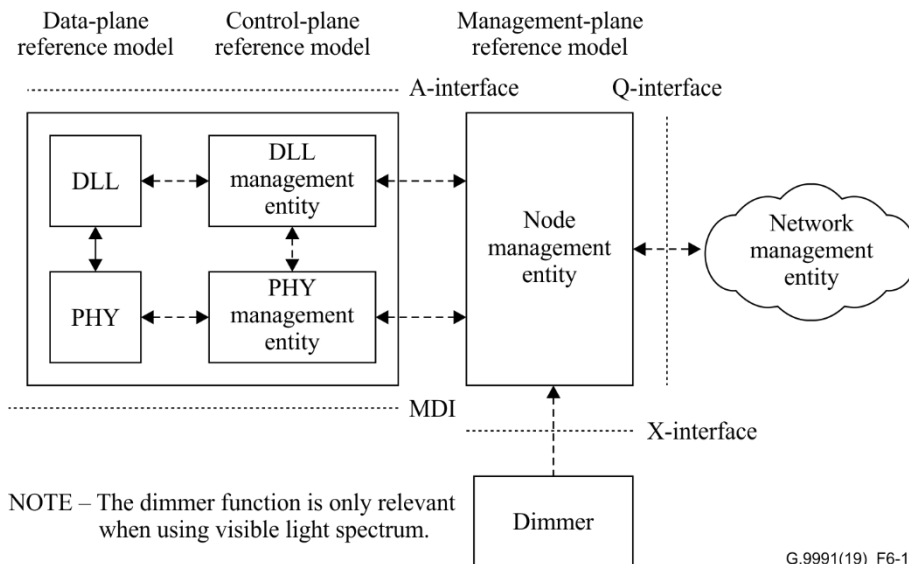 Data-plane
reference model
Control-plane
reference model
Management-plane
reference model
A-interface
Q-interface
DLL
DLL
management
entity
Node
management
entity
Network
management
entity
PHY
PHY
management
entity
MDI
X-interface
NOTE – The dimmer function is only relevant
when using visible light spectrum.
Dimmer
G.9991(19)_F6-1